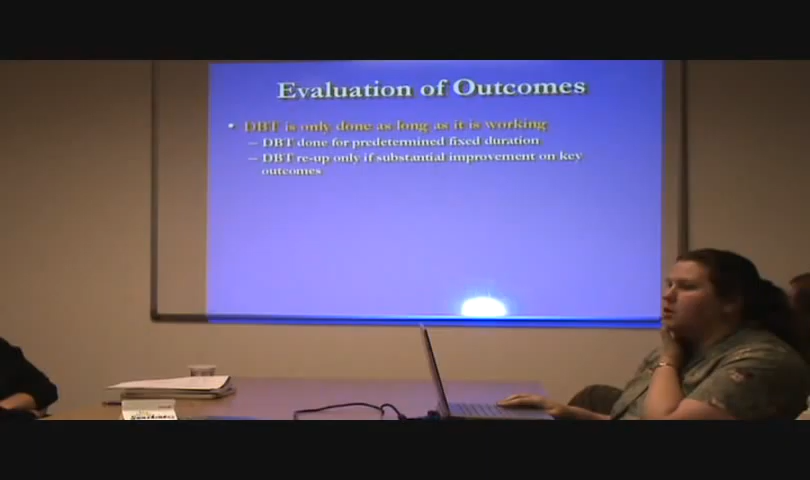 Evaluation of Outcomes
• DBT is only done as long as it is working
– DBT done for predetermined fixed duration
– DBT re-up only if substantial improvement on key
outcomes